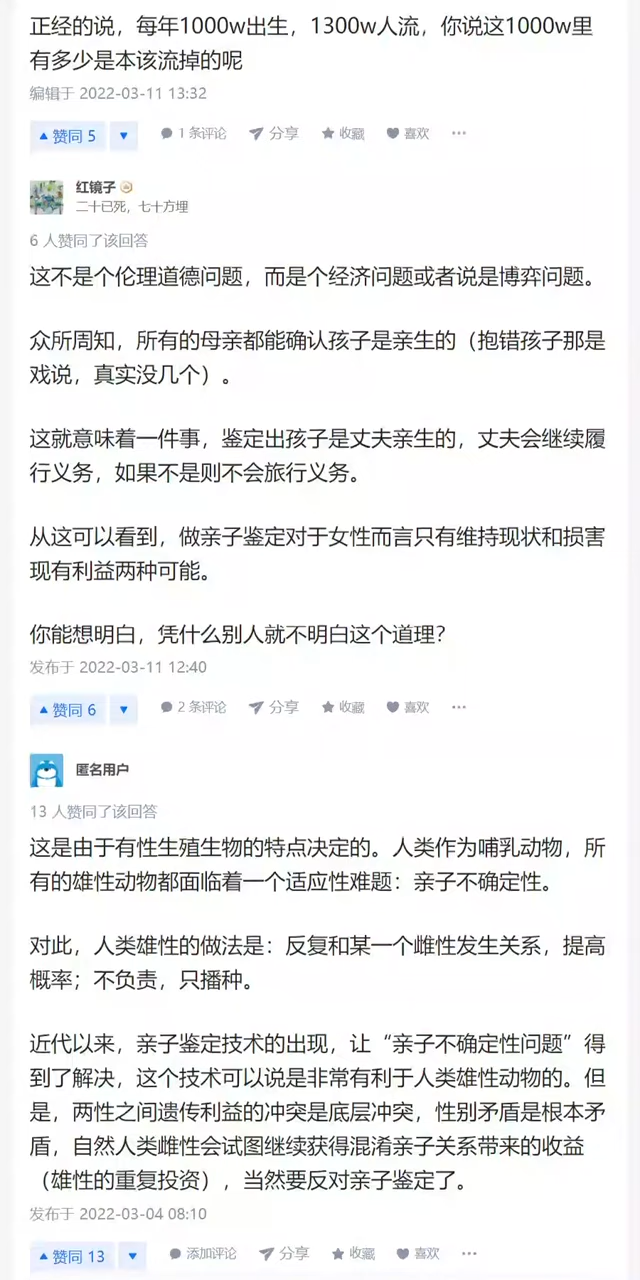 正经的说，每年1000w出生，1300w人流，你说这1000w里
有多少是本该流掉的呢
编辑于 2022-03-11 13:32
赞同 5
1 条评论
分享
收藏
喜欢
红镜子
二十已死，七十方埋
6 人赞同了该回答
这不是个伦理道德问题，而是个经济问题或者说是博弈问题。
众所周知，所有的母亲都能确认孩子是亲生的（抱错孩子那是
戏说，真实没几个）。
这就意味着一件事，鉴定出孩子是丈夫亲生的，丈夫会继续履
行义务，如果不是则不会旅行义务。
从这可以看到，做亲子鉴定对于女性而言只有维持现状和损害
现有利益两种可能。
你能想明白，凭什么别人就不明白这个道理？
发布于 2022-03-11 12:40
赞同 6
2 条评论
分享
收藏
喜欢
匿名用户
13 人赞同了该回答
这是由于有性生殖生物的特点决定的。人类作为哺乳动物，所
有的雄性动物都面临着一个适应性难题：亲子不确定性。
对此，人类雄性的做法是：反复和某一个雌性发生关系，提高
概率；不负责，只播种。
近代以来，亲子鉴定技术的出现，让“亲子不确定性问题”得
到了解决，这个技术可以说是非常有利于人类雄性动物的。但
是，两性之间遗传利益的冲突是底层冲突，性别矛盾是根本矛
盾，自然人类雌性会试图继续获得混淆亲子关系带来的收益
（雄性的重复投资），当然要反对亲子鉴定了。
发布于 2022-03-04 08:10
赞同 13
添加评论
分享
收藏
喜欢